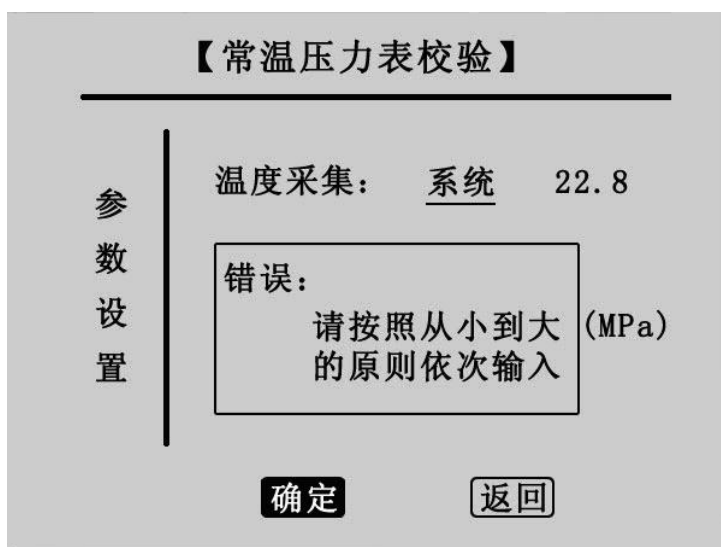 【常温压力表校验】
参数设置
温度采集： 系统 22.8
错误：
请按照从小到大
的原则依次输入
(MPa)
确定 返回